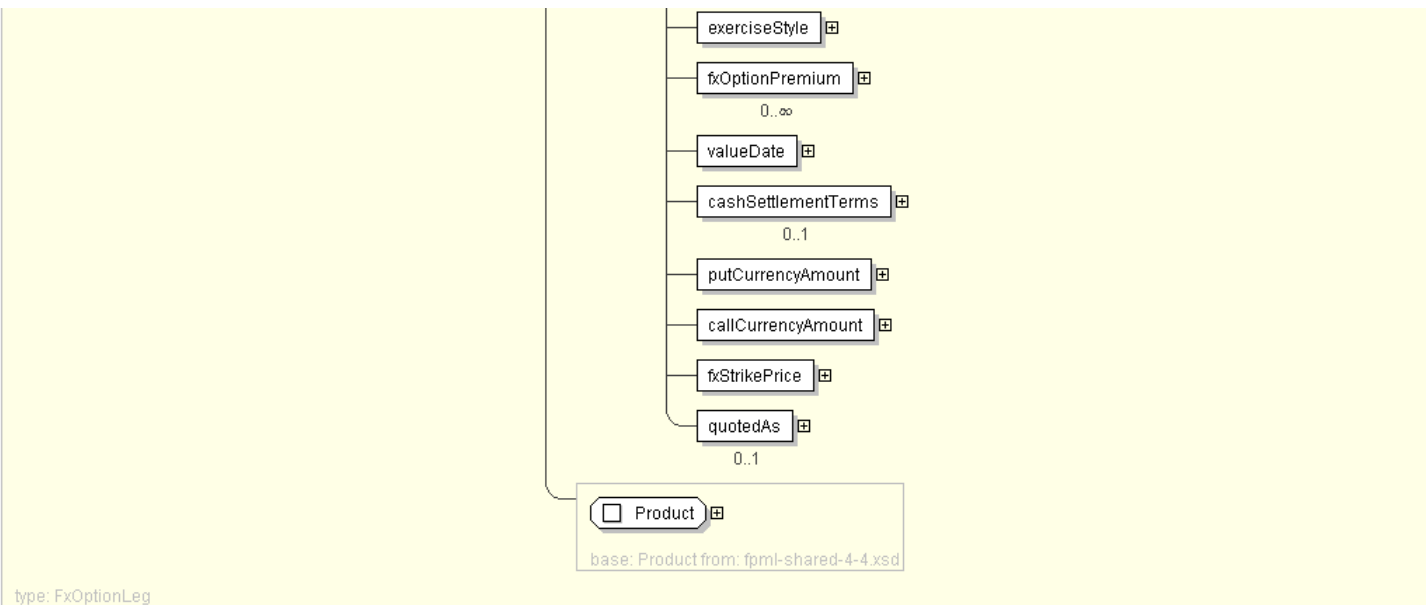 exerciseStyle
fxOptionPremium
0..∞
valueDate
cashSettlementTerms
0..1
putCurrencyAmount
callCurrencyAmount
fxStrikePrice
quotedAs
0..1
Product
base: Product from: fpml-shared-4-4.xsd
type: FxOptionLeg